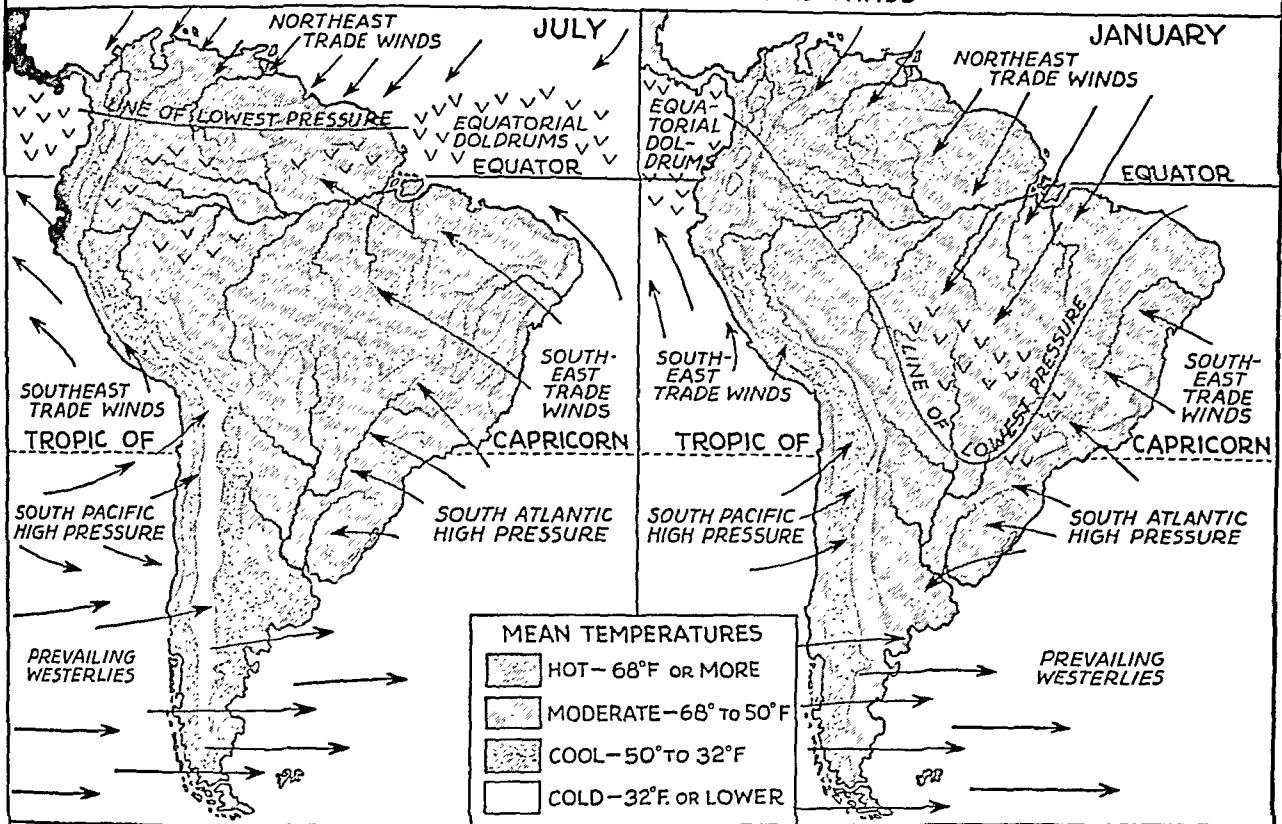 WINDS
JULY
NORTHEAST
TRADE WINDS
LINE OF LOWEST PRESSURE
EQUATORIAL
DOLDRUMS
EQUATOR
SOUTHEAST
TRADE WINDS
SOUTH-
EAST
TRADE
WINDS
TROPIC OF CAPRICORN
SOUTH PACIFIC
HIGH PRESSURE
SOUTH ATLANTIC
HIGH PRESSURE
PREVAILING
WESTERLIES
JANUARY
NORTHEAST
TRADE WINDS
EQUA-
TORIAL
DOL-
DRUMS
EQUATOR
LINE OF LOWEST PRESSURE
SOUTH-
EAST
TRADE WINDS
SOUTH-
EAST
TRADE
WINDS
TROPIC OF CAPRICORN
SOUTH PACIFIC
HIGH PRESSURE
SOUTH ATLANTIC
HIGH PRESSURE
PREVAILING
WESTERLIES
MEAN TEMPERATURES
HOT-68°F OR MORE
MODERATE-68° TO 50°F
COOL-50° TO 32°F
COLD-32°F. OR LOWER